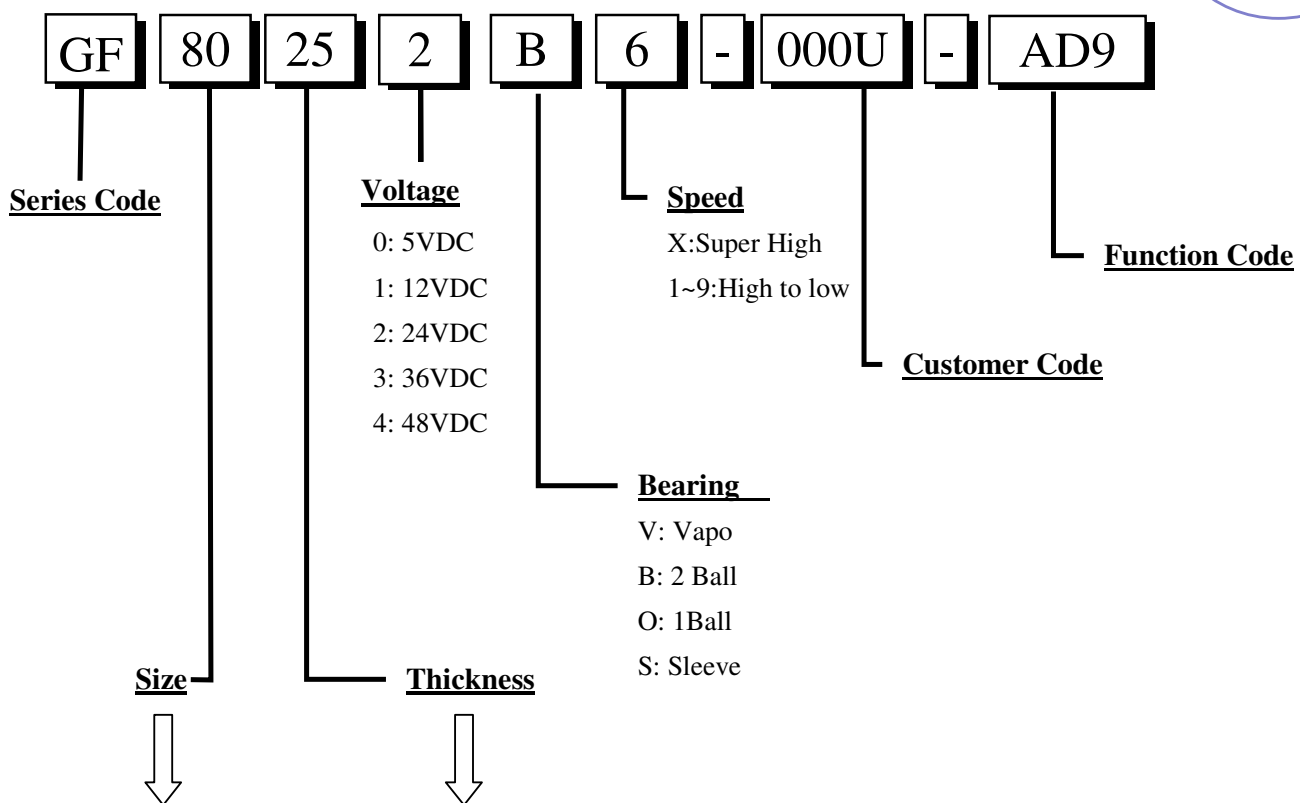 GF 80 25 2 B 6 - 000U - AD9
Series Code
Voltage
0: 5VDC
1: 12VDC
2: 24VDC
3: 36VDC
4: 48VDC
Speed
X:Super High
1~9:High to low
Function Code
Customer Code
Bearing
V: Vapo
B: 2 Ball
O: 1Ball
S: Sleeve
Size
Thickness